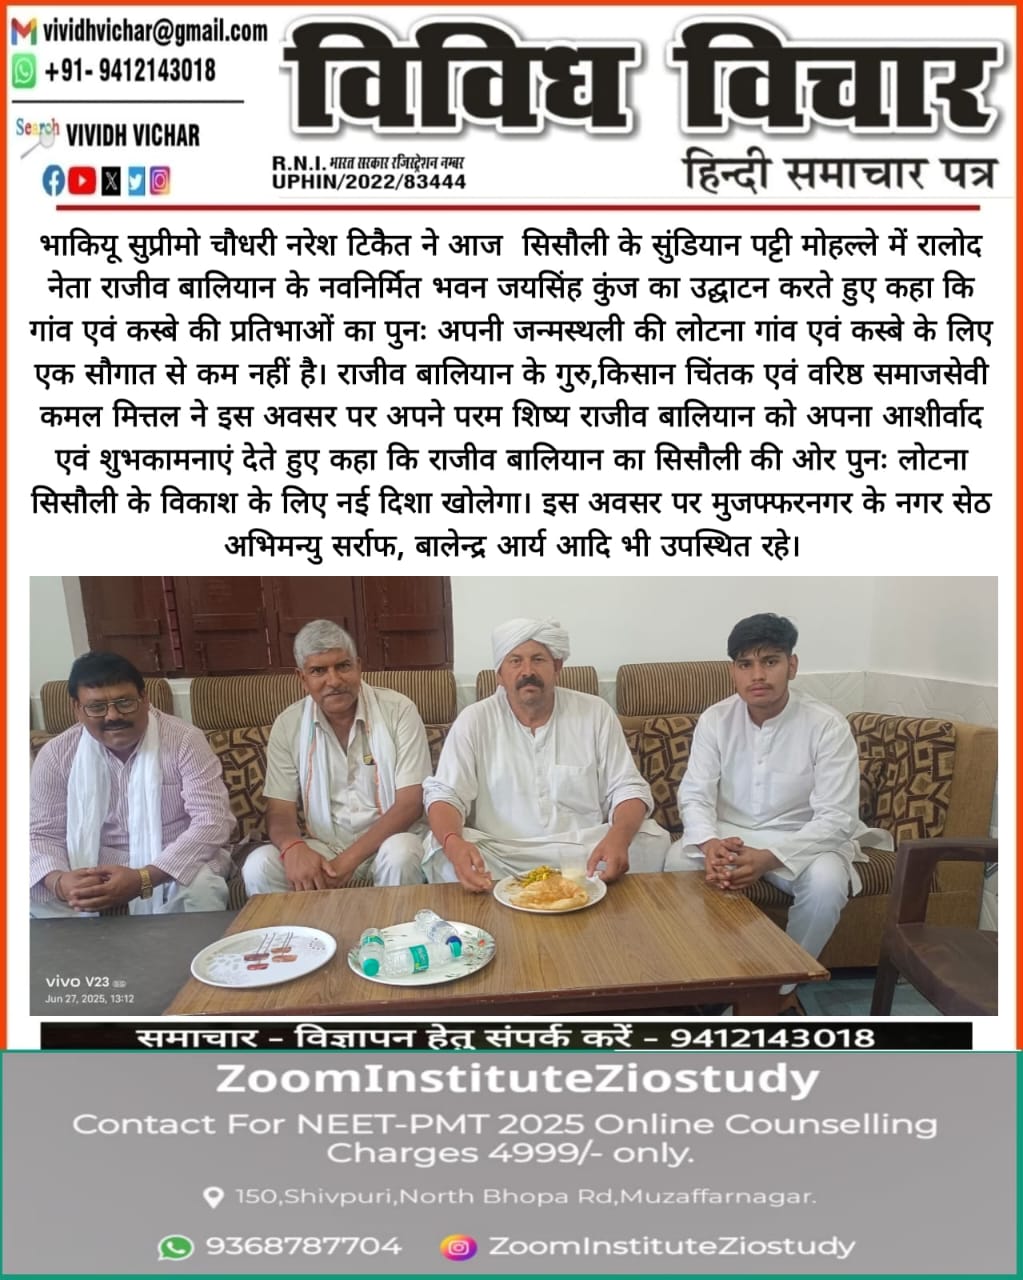 vividhvichar@gmail.com
+91- 9412143018
Search VIVIDH VICHAR
विविध विचार
R.N.I. भारत सरकार रजिस्ट्रेशन नम्बर
UPHIN/2022/83444
हिन्दी समाचार पत्र
भाकियू सुप्रीमो चौधरी नरेश टिकैत ने आज सिसौली के सुंडियान पट्टी मोहल्ले में रालोद
नेता राजीव बालियान के नवनिर्मित भवन जयसिंह कुंज का उद्घाटन करते हुए कहा कि
गांव एवं कस्बे की प्रतिभाओं का पुनः अपनी जन्मस्थली की लोटना गांव एवं कस्बे के लिए
एक सौगात से कम नहीं है। राजीव बालियान के गुरु,किसान चिंतक एवं वरिष्ठ समाजसेवी
कमल मित्तल ने इस अवसर पर अपने परम शिष्य राजीव बालियान को अपना आशीर्वाद
एवं शुभकामनाएं देते हुए कहा कि राजीव बालियान का सिसौली की ओर पुनः लोटना
सिसौली के विकाश के लिए नई दिशा खोलेगा। इस अवसर पर मुजफ्फरनगर के नगर सेठ
अभिमन्यु सर्राफ, बालेन्द्र आर्य आदि भी उपस्थित रहे।
vivo V23 5G
Jun 27, 2025, 13:12
समाचार - विज्ञापन हेतु संपर्क करें - 9412143018
ZoomInstituteZiostudy
Contact For NEET-PMT 2025 Online Counselling
Charges 4999/- only.
150,Shivpuri,North Bhopa Rd,Muzaffarnagar.
9368787704 ZoomInstituteZiostudy